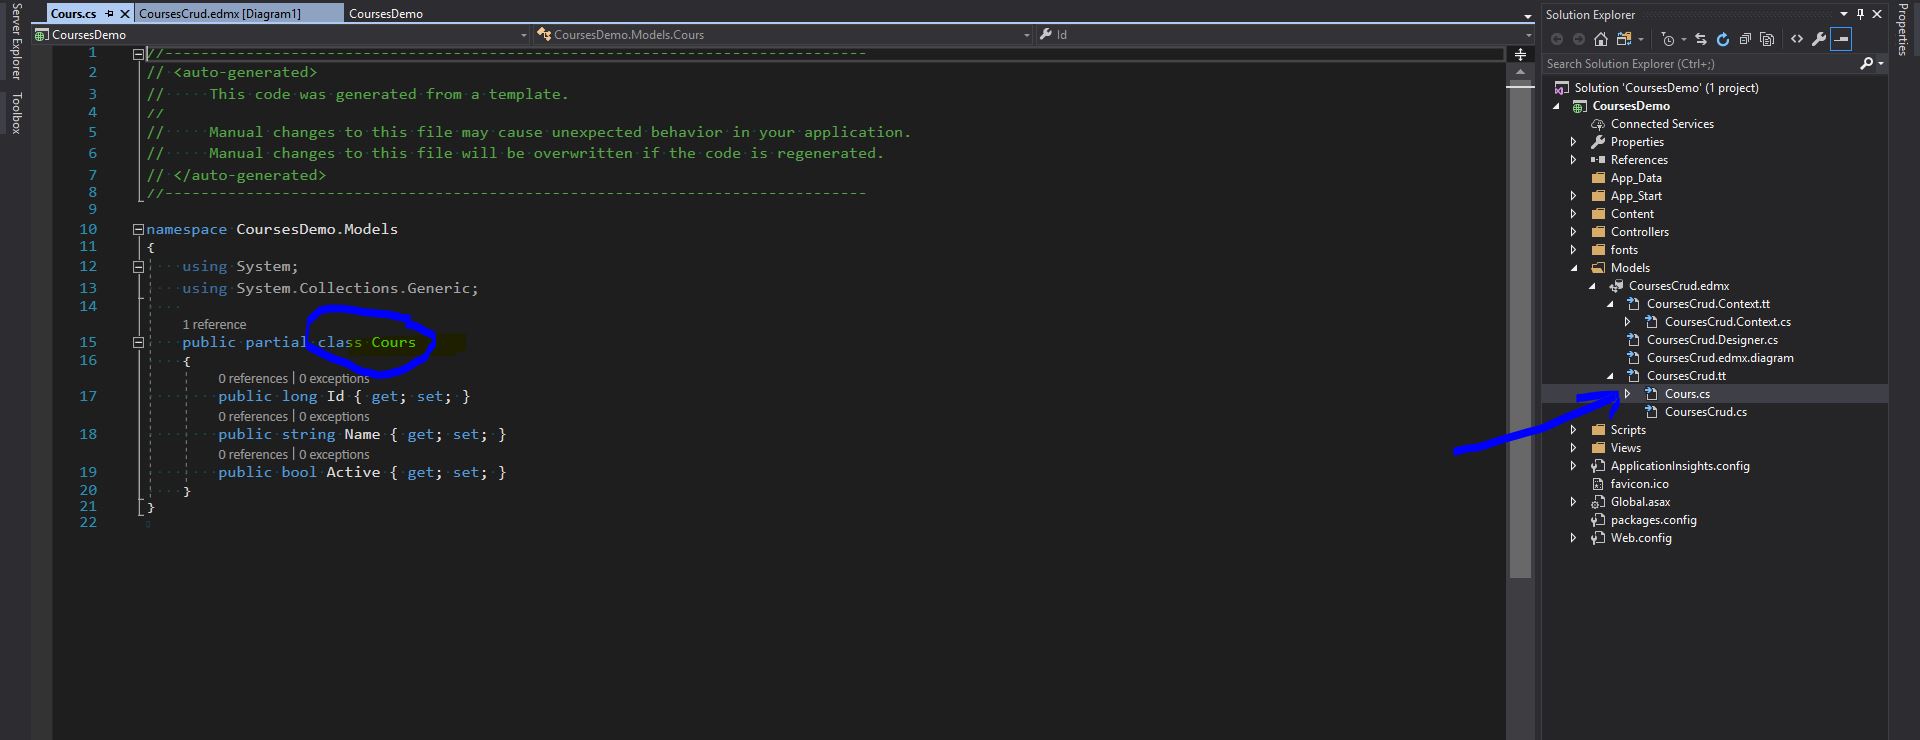 Server Explorer
Toolbox
Cours.cs
CoursesCrud.edmx [Diagram1]
CoursesDemo
CoursesDemo
CoursesDemo.Models.Cours
Id
1 //------------------------------------------------------------------------------
2 // <auto-generated>
3 //     This code was generated from a template.
4 //
5 //     Manual changes to this file may cause unexpected behavior in your application.
6 //     Manual changes to this file will be overwritten if the code is regenerated.
7 // </auto-generated>
8 //------------------------------------------------------------------------------
9
10 namespace CoursesDemo.Models
11 {
12     using System;
13     using System.Collections.Generic;
14
1 reference
15     public partial class Cours
16     {
0 references | 0 exceptions
17         public long Id { get; set; }
0 references | 0 exceptions
18         public string Name { get; set; }
0 references | 0 exceptions
19         public bool Active { get; set; }
20     }
21 }
22
Solution Explorer
Search Solution Explorer (Ctrl+;)
Solution 'CoursesDemo' (1 project)
CoursesDemo
Connected Services
Properties
References
App_Data
App_Start
Content
Controllers
fonts
Models
CoursesCrud.edmx
CoursesCrud.Context.tt
CoursesCrud.Context.cs
CoursesCrud.Designer.cs
CoursesCrud.edmx.diagram
CoursesCrud.tt
Cours.cs
CoursesCrud.cs
Scripts
Views
ApplicationInsights.config
favicon.ico
Global.asax
packages.config
Web.config
Properties